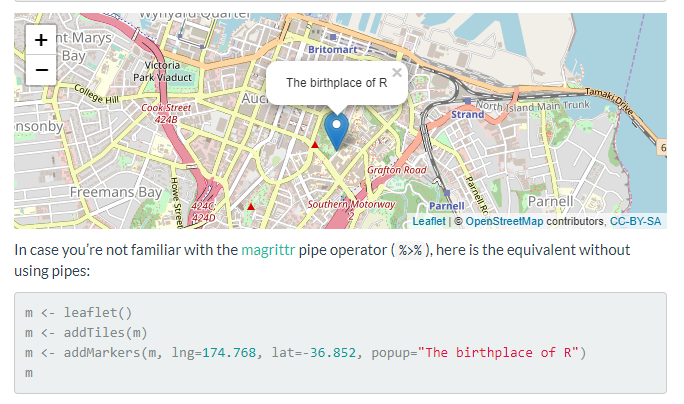 Wynyard Quarter
+
nt Marys
Bay
−
Victoria
Park Viaduct
Britomart
×
The birthplace of R
College Hill
Cook Street
424B
Auc
nsonby
Tamaki Drive
North Island Main Trunk
Strand
6
Grafton Road
Freemans Bay
Howe Street
424C
424D
Southern Motorway
Parnell
Parnell R
Parnell
Leaflet | © OpenStreetMap contributors, CC-BY-SA
In case you're not familiar with the magrittr pipe operator ( %>% ), here is the equivalent without
using pipes:
m <- leaflet()
m <- addTiles(m)
m <- addMarkers(m, lng=174.768, lat=-36.852, popup="The birthplace of R")
m